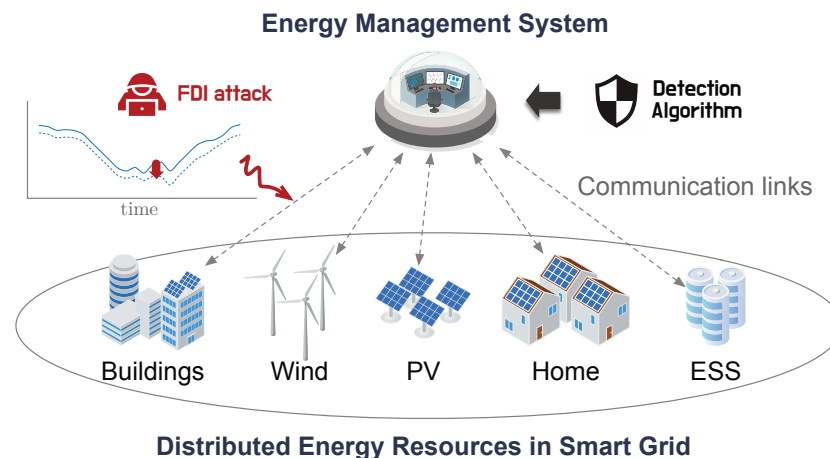 Energy Management System
FDI attack
Detection
Algorithm
time
Communication links
Buildings
Wind
PV
Home
ESS
Distributed Energy Resources in Smart Grid